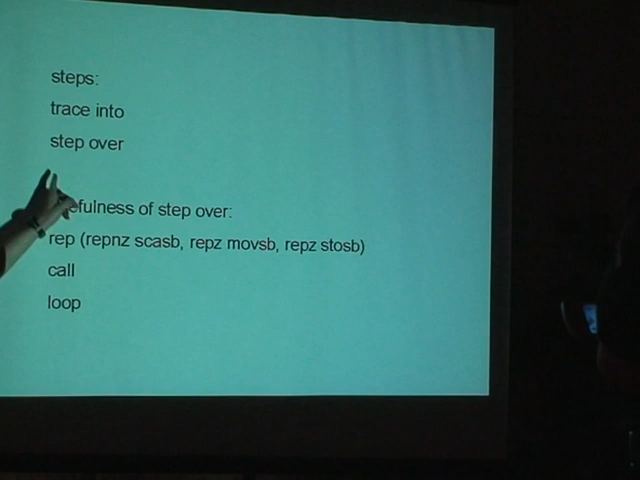 steps:
trace into
step over
efulness of step over:
rep (repnz scasb, repz movsb, repz stosb)
call
loop